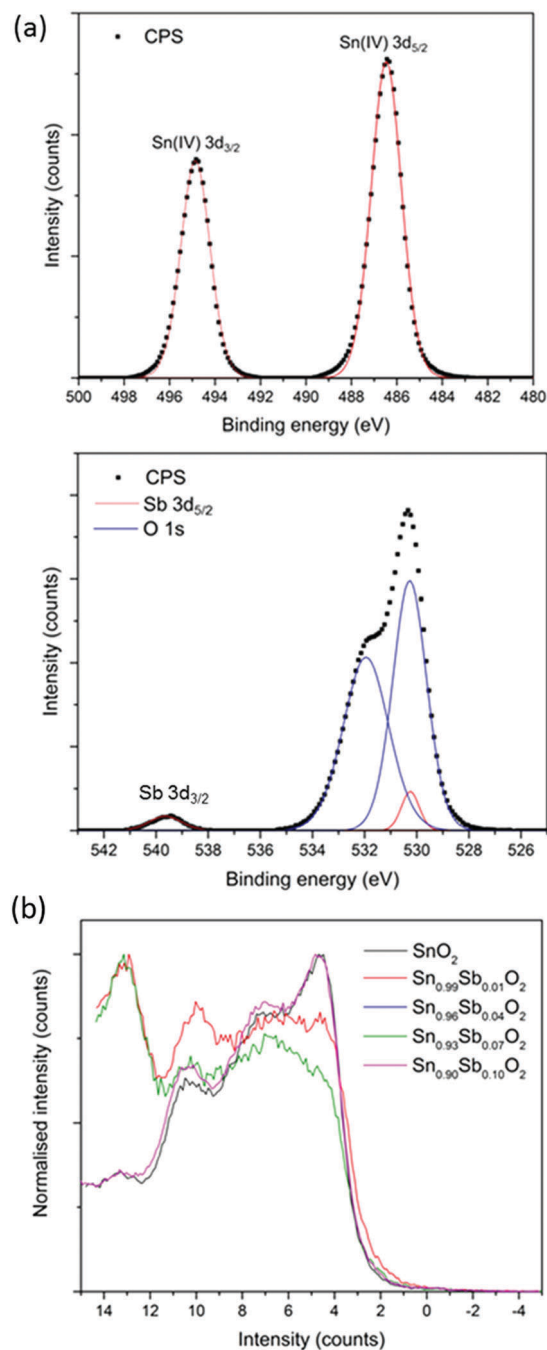 (a)
CPS
Sn(IV) 3d5/2
Sn(IV) 3d3/2
Intensity (counts)
500 498 496 494 492 490 488 486 484 482 480
Binding energy (eV)
CPS
Sb 3d5/2
O 1s
Sb 3d3/2
Intensity (counts)
542 540 538 536 534 532 530 528 526
Binding energy (eV)
(b)
SnO2
Sn0.99Sb0.01O2
Sn0.96Sb0.04O2
Sn0.93Sb0.07O2
Sn0.90Sb0.10O2
Normalised intensity (counts)
14 12 10 8 6 4 2 0 -2 -4
Intensity (counts)